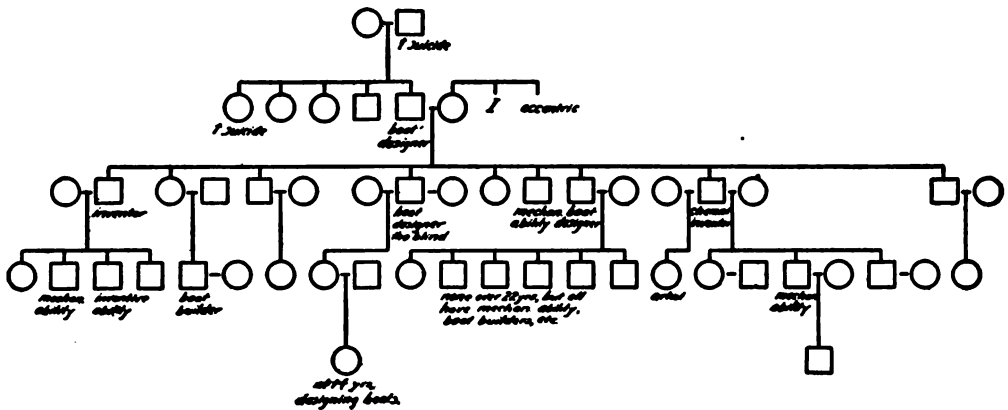 † suicide
† suicide
boat
designer
I
eccentric
inventor
boat
designer
tho blind
mechan.
ability
boat
designer
mechan.
ability
inventive
ability
boat
builder
none over 22 yrs, but all
have mechan ability,
boat builders, etc.
artist
mechan
ability
at 14 yrs,
designing boats.